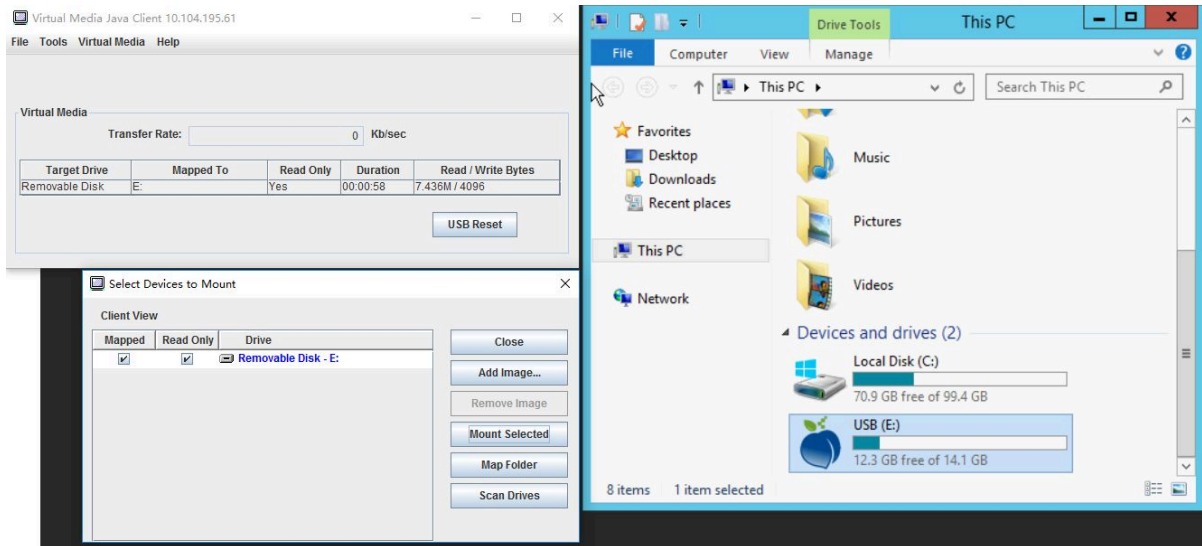 Virtual Media Java Client 10.104.195.61
File Tools Virtual Media Help
Virtual Media
Transfer Rate: 0 Kb/sec
Target Drive Mapped To Read Only Duration Read / Write Bytes
Removable Disk E: Yes 00:00:58 7.436M / 4096
USB Reset
Select Devices to Mount
Client View
Mapped Read Only Drive
Removable Disk - E:
Close
Add Image...
Remove Image
Mount Selected
Map Folder
Scan Drives
Drive Tools This PC
File Computer View Manage
This PC Search This PC
Favorites
Desktop
Downloads
Recent places
This PC
Network
Music
Pictures
Videos
Devices and drives (2)
Local Disk (C:)
70.9 GB free of 99.4 GB
USB (E:)
12.3 GB free of 14.1 GB
8 items 1 item selected